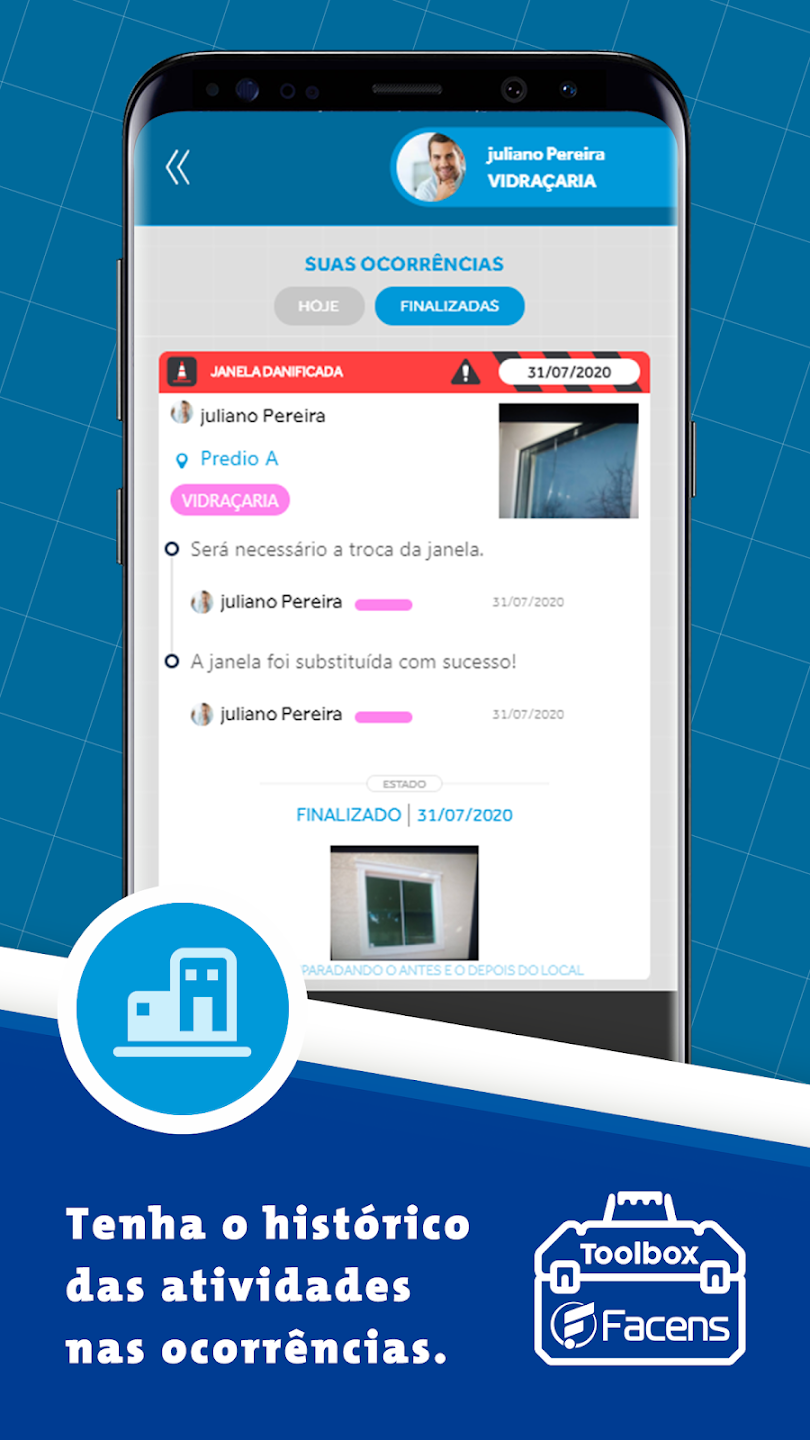 juliano Pereira
VIDRAÇARIA
SUAS OCORRÊNCIAS
HOJE
FINALIZADAS
JANELA DANIFICADA
31/07/2020
juliano Pereira
Predio A
VIDRAÇARIA
Será necessário a troca da janela.
juliano Pereira
31/07/2020
A janela foi substituída com sucesso!
juliano Pereira
31/07/2020
ESTADO
FINALIZADO | 31/07/2020
PARADANDO O ANTES E O DEPOIS DO LOCAL
Tenha o histórico
das atividades
nas ocorrências.
Toolbox
Facens